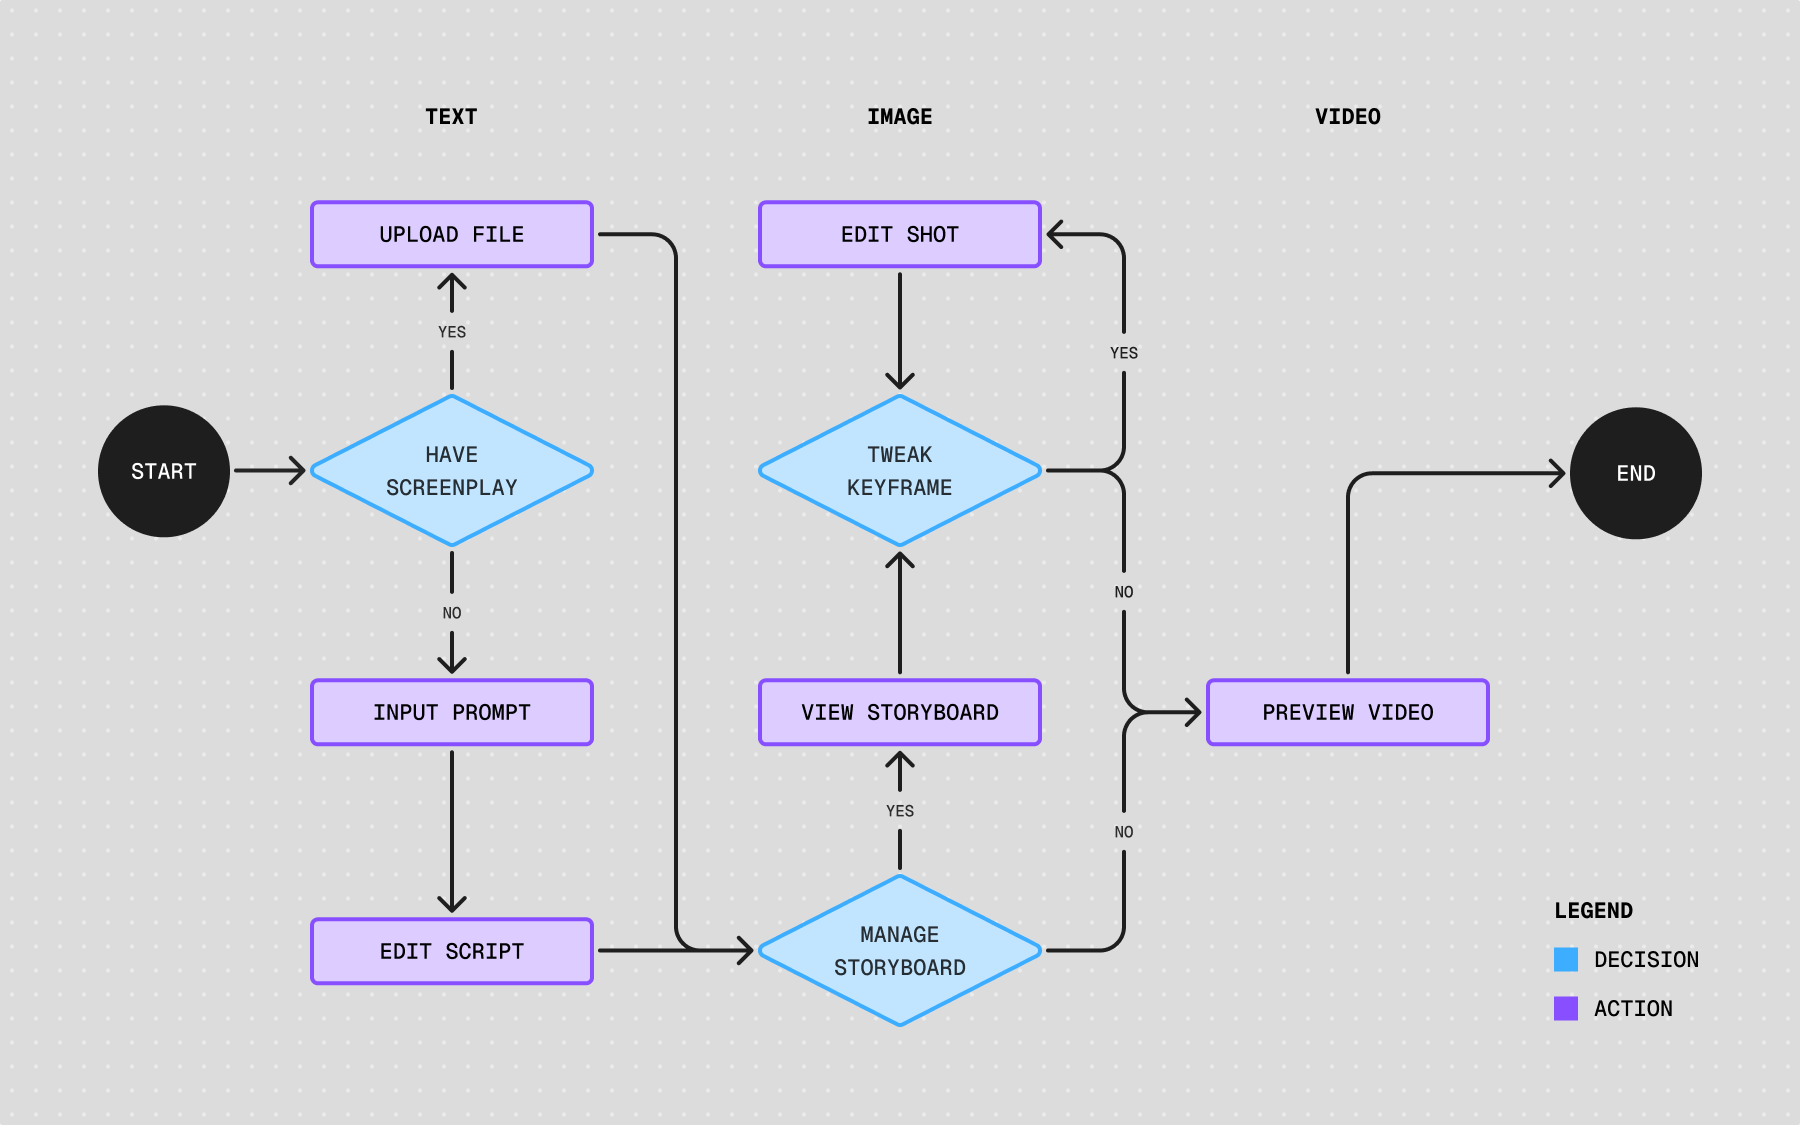 TEXT
IMAGE
VIDEO
UPLOAD FILE
EDIT SHOT
YES
YES
START
HAVE
SCREENPLAY
TWEAK
KEYFRAME
END
NO
NO
INPUT PROMPT
VIEW STORYBOARD
PREVIEW VIDEO
YES
NO
EDIT SCRIPT
MANAGE
STORYBOARD
LEGEND
DECISION
ACTION